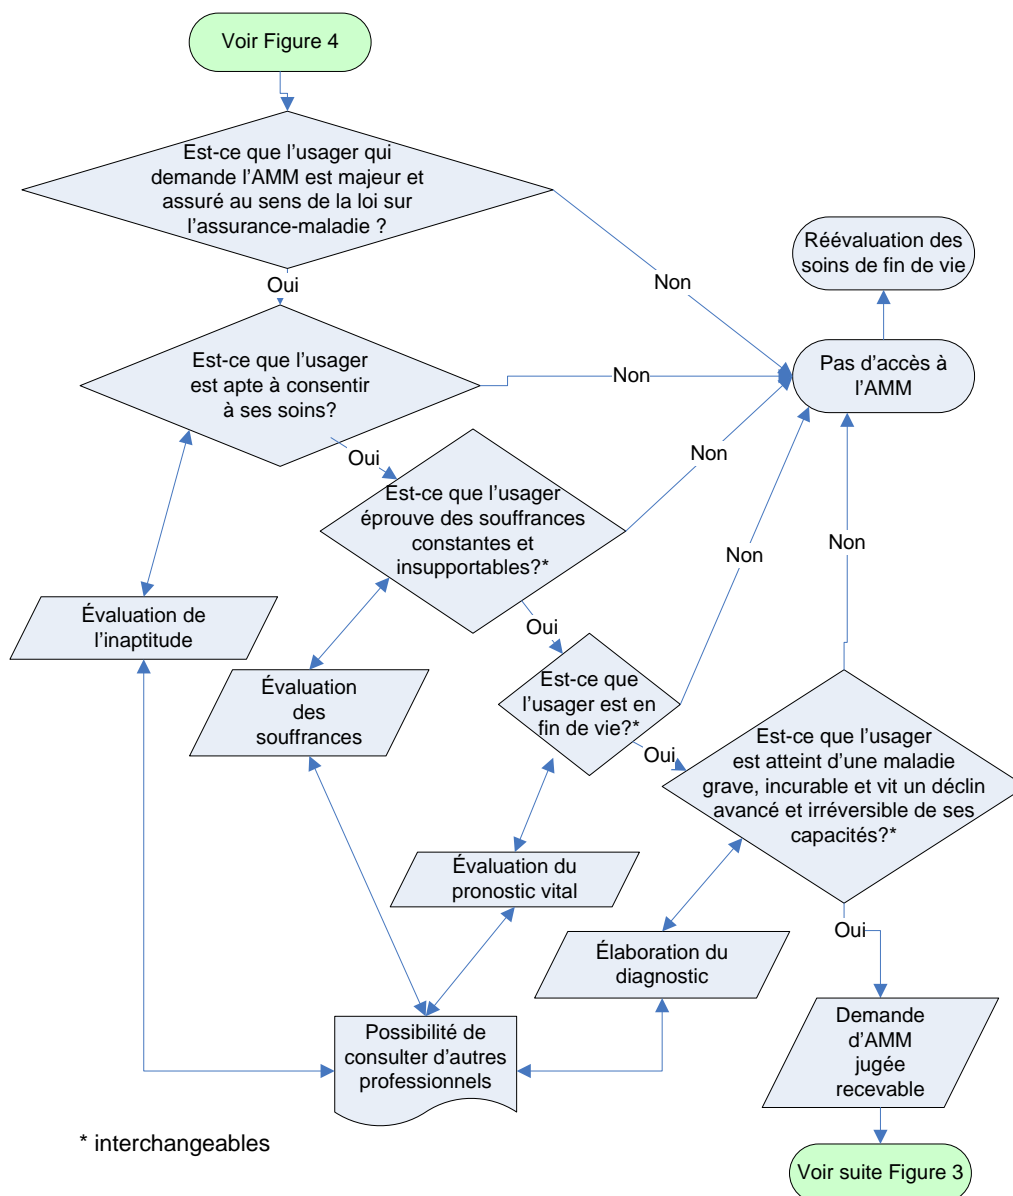 Voir Figure 4
Est-ce que l'usager qui
demande l'AMM est majeur et
assuré au sens de la loi sur
l'assurance-maladie ?
Oui
Non
Réévaluation des
soins de fin de vie
Est-ce que l'usager
est apte à consentir
à ses soins?
Non
Pas d'accès à
l'AMM
Oui
Non
Est-ce que l'usager
éprouve des souffrances
constantes et
insupportables?*
Non
Non
Évaluation de
l'inaptitude
Oui
Évaluation
des
souffrances
Est-ce que
l'usager est en
fin de vie?*
Oui
Est-ce que l'usager
est atteint d'une maladie
grave, incurable et vit un déclin
avancé et irréversible de ses
capacités?*
Évaluation du
pronostic vital
Oui
Élaboration du
diagnostic
Possibilité de
consulter d'autres
professionnels
Demande
d'AMM
jugée
recevable
* interchangeables
Voir suite Figure 3